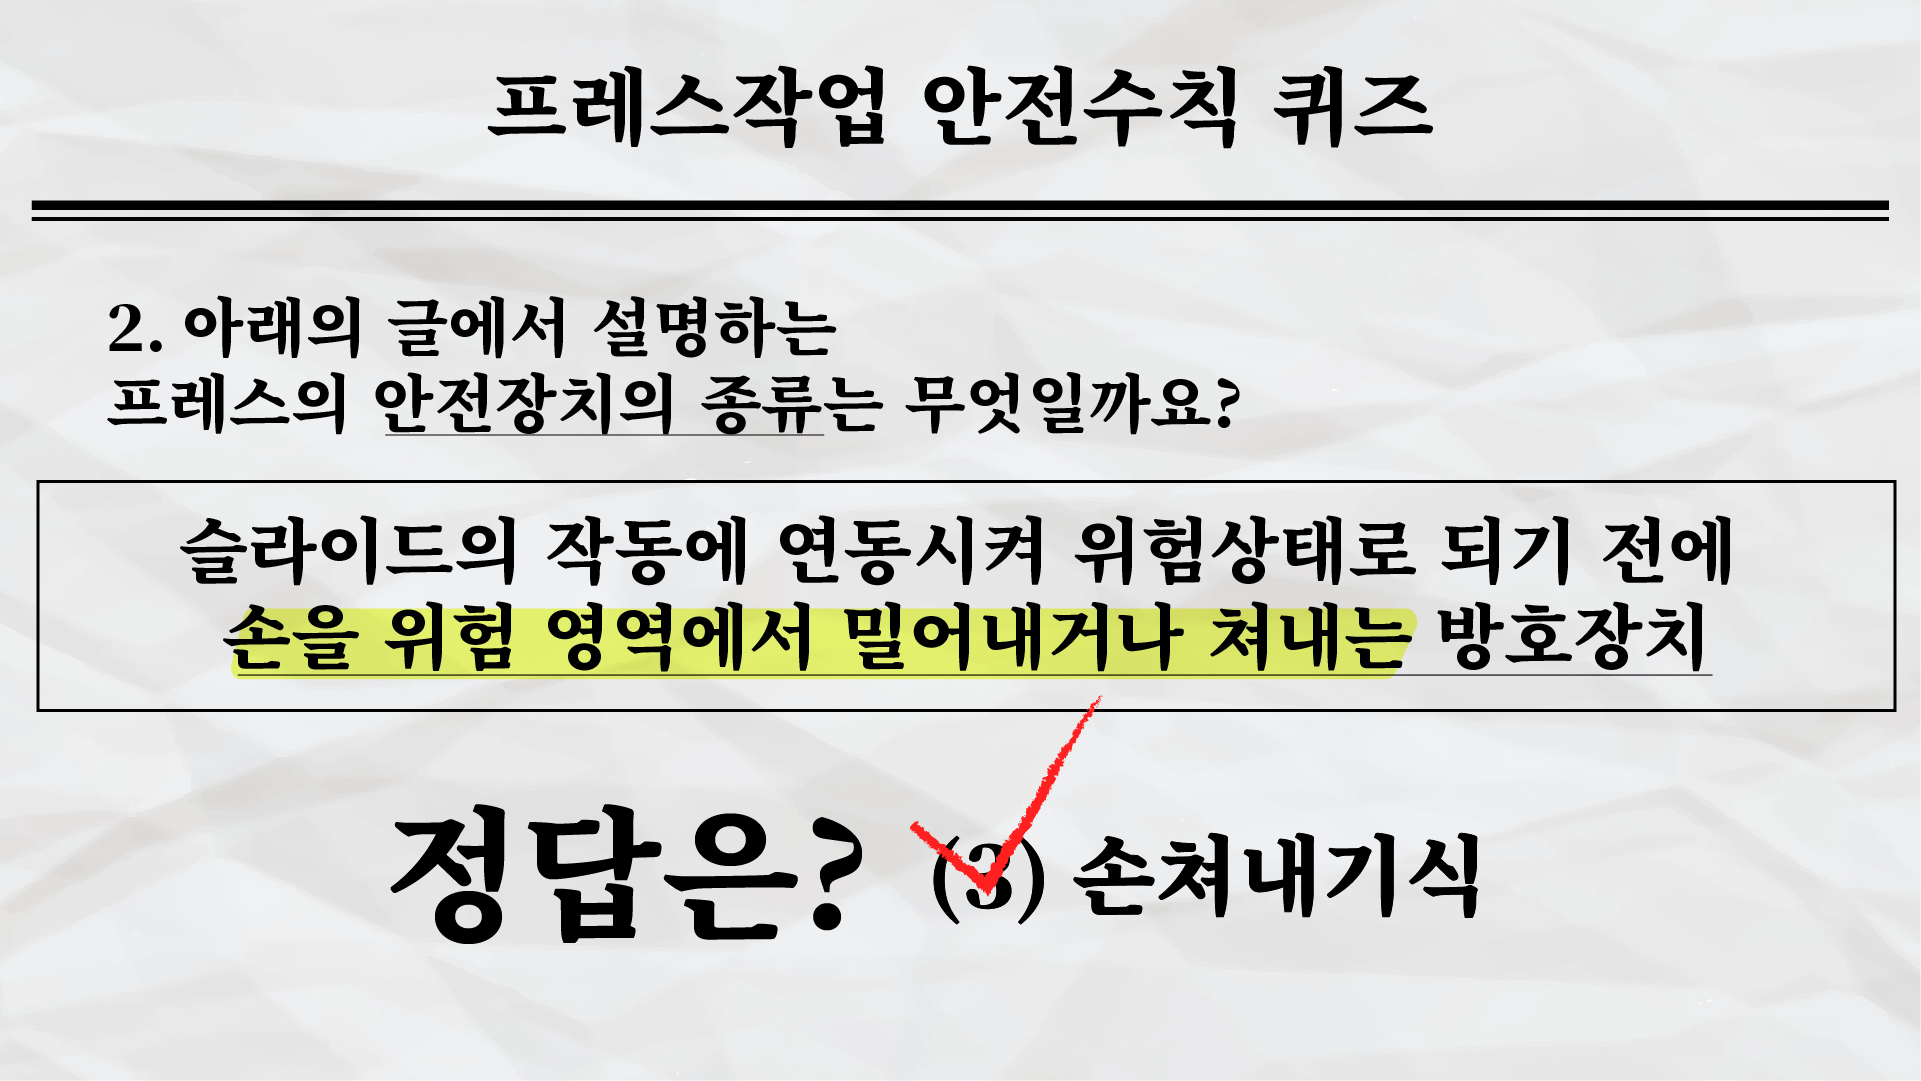 프레스작업 안전수칙 퀴즈
2. 아래의 글에서 설명하는
프레스의 안전장치의 종류는 무엇일까요?
슬라이드의 작동에 연동시켜 위험상태로 되기 전에
손을 위험 영역에서 밀어내거나 쳐내는 방호장치
정답은? (3) 손쳐내기식